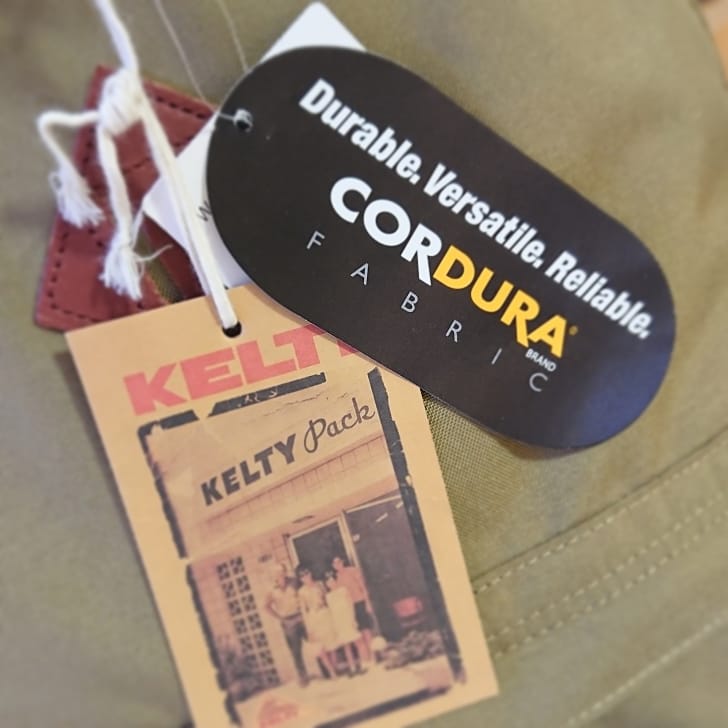 Durable. Versatile. Reliable.
CORDURA®
BRAND
FABRIC
KELTY
KELTY Pack